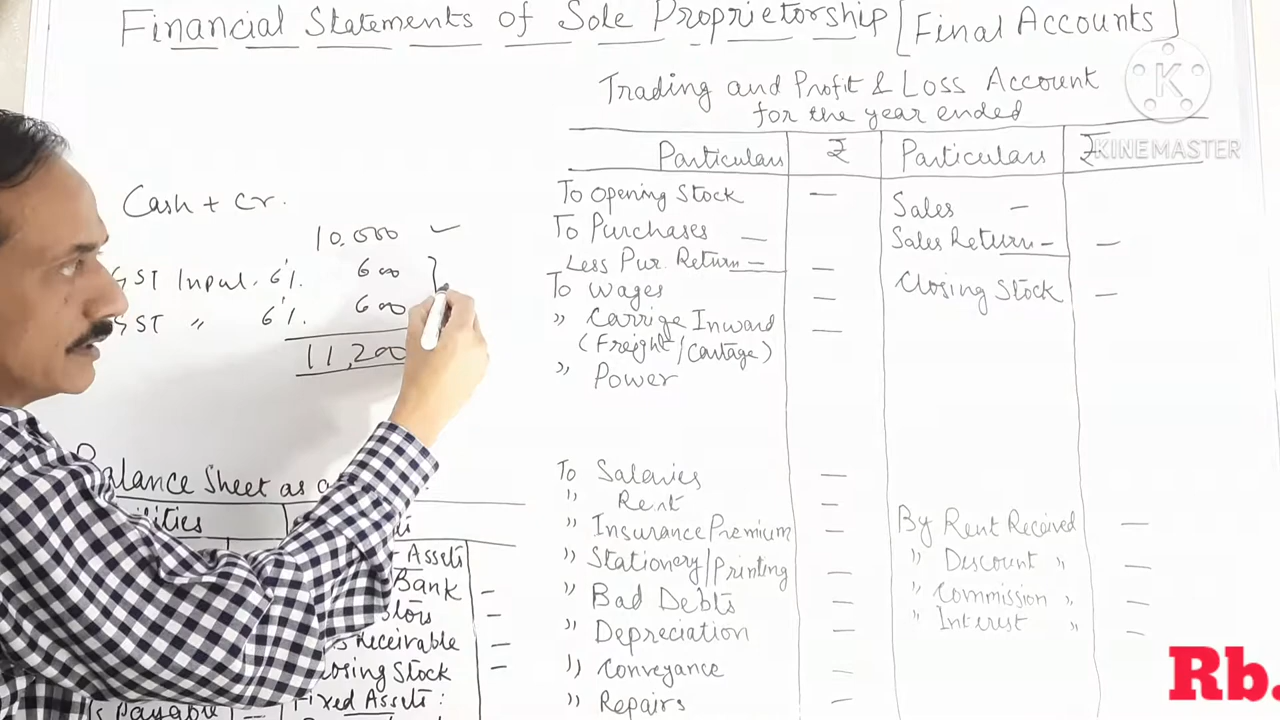 Financial Statements of Sole Proprietorship [Final Accounts]
Trading and Profit & Loss Account
for the year ended
K
KINEMASTER
Particulars ₹ Particulars ₹
To Opening Stock —
To Purchases —
Less Pur. Return — —
To Wages —
" Carrige Inward —
(Freight/Cartage)
" Power
Sales —
Sales Return — —
Closing Stock —
To Salaries —
" Rent —
" Insurance Premium —
" Stationery/Printing —
" Bad Debts —
" Depreciation —
" Conveyance —
" Repairs —
By Rent Received —
" Discount " —
" Commission " —
" Interest " —
Cash + Cr.
10,000
GST Input 6% 600
GST " 6% 600
11,200
Balance Sheet as
Assets
Bank —
Receivable —
Closing Stock —
Fixed Assets:
Payable —
Rb.